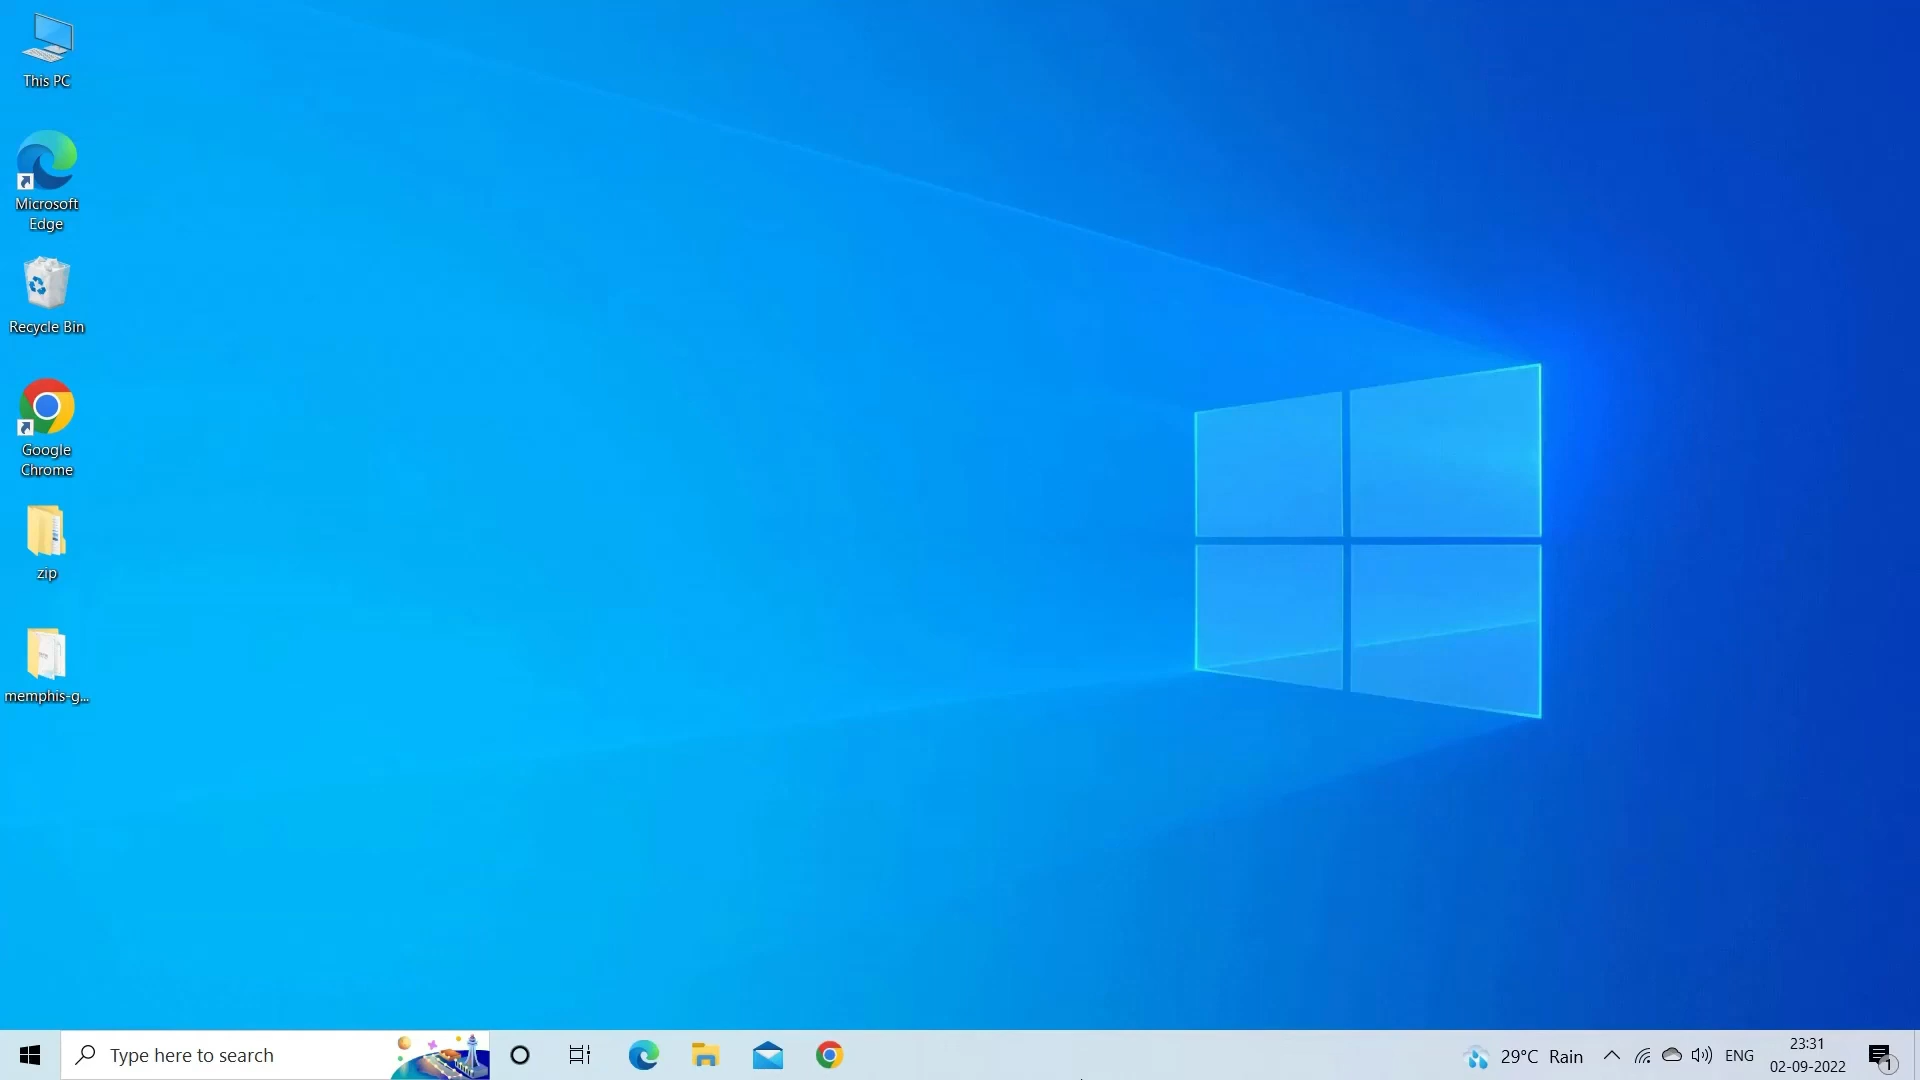 This PC
Microsoft
Edge
Recycle Bin
Google
Chrome
zip
memphis-g...
Type here to search
29°C Rain
ENG
23:31
02-09-2022
1